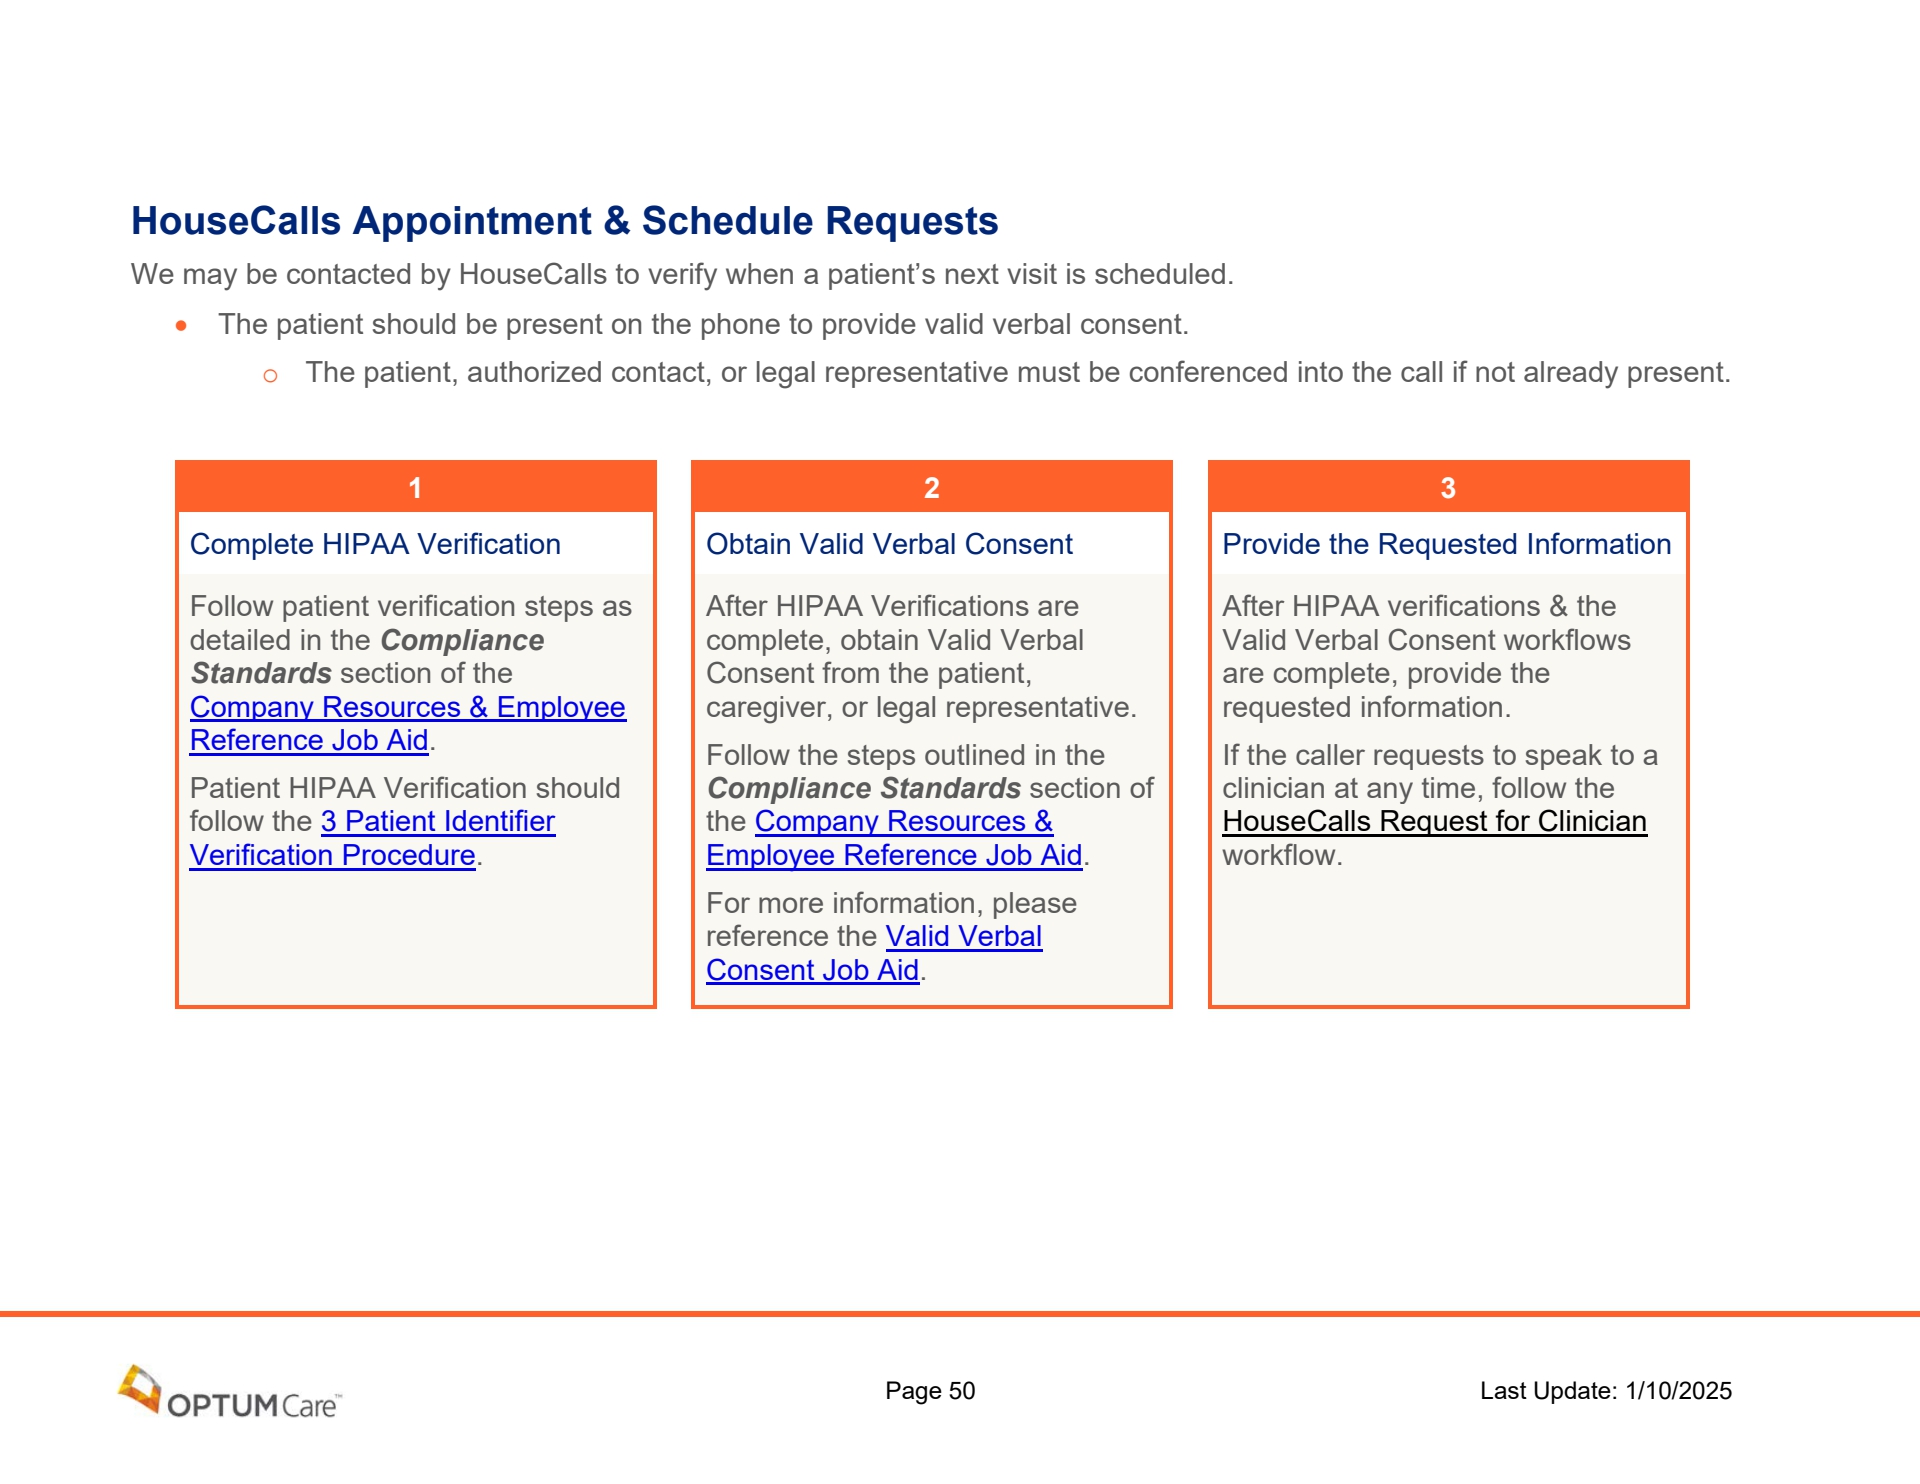 HouseCalls Appointment & Schedule Requests
We may be contacted by HouseCalls to verify when a patient’s next visit is scheduled.
• The patient should be present on the phone to provide valid verbal consent.
o The patient, authorized contact, or legal representative must be conferenced into the call if not already present.
1
Complete HIPAA Verification
Follow patient verification steps as
detailed in the Compliance
Standards section of the
Company Resources & Employee
Reference Job Aid.
Patient HIPAA Verification should
follow the 3 Patient Identifier
Verification Procedure.
2
Obtain Valid Verbal Consent
After HIPAA Verifications are
complete, obtain Valid Verbal
Consent from the patient,
caregiver, or legal representative.
Follow the steps outlined in the
Compliance Standards section of
the Company Resources &
Employee Reference Job Aid.
For more information, please
reference the Valid Verbal
Consent Job Aid.
3
Provide the Requested Information
After HIPAA verifications & the
Valid Verbal Consent workflows
are complete, provide the
requested information.
If the caller requests to speak to a
clinician at any time, follow the
HouseCalls Request for Clinician
workflow.
OPTUM Care™
Page 50
Last Update: 1/10/2025